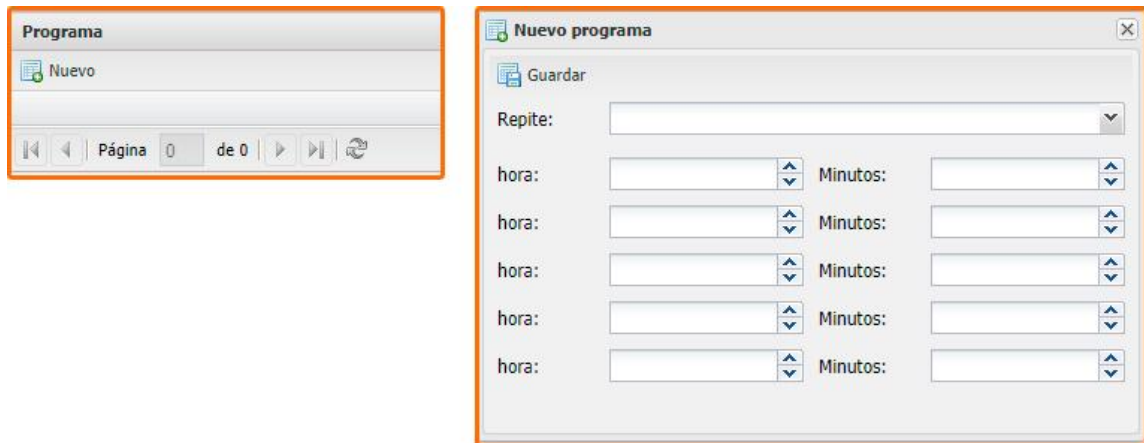 Programa
Nuevo
Página 0 de 0
Nuevo programa
Guardar
Repite:
hora: Minutos:
hora: Minutos:
hora: Minutos:
hora: Minutos:
hora: Minutos: